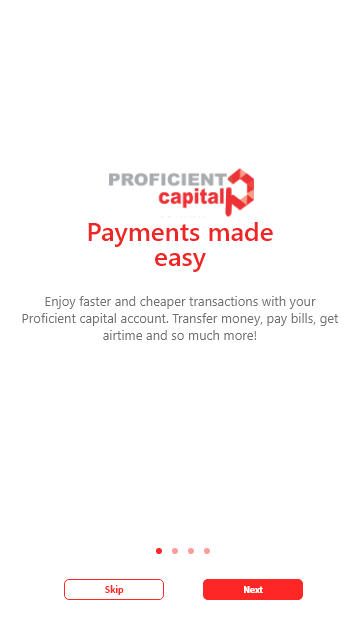 PROFICIENT
capital
Payments made
easy
Enjoy faster and cheaper transactions with your
Proficient capital account. Transfer money, pay bills, get
airtime and so much more!
Skip
Next